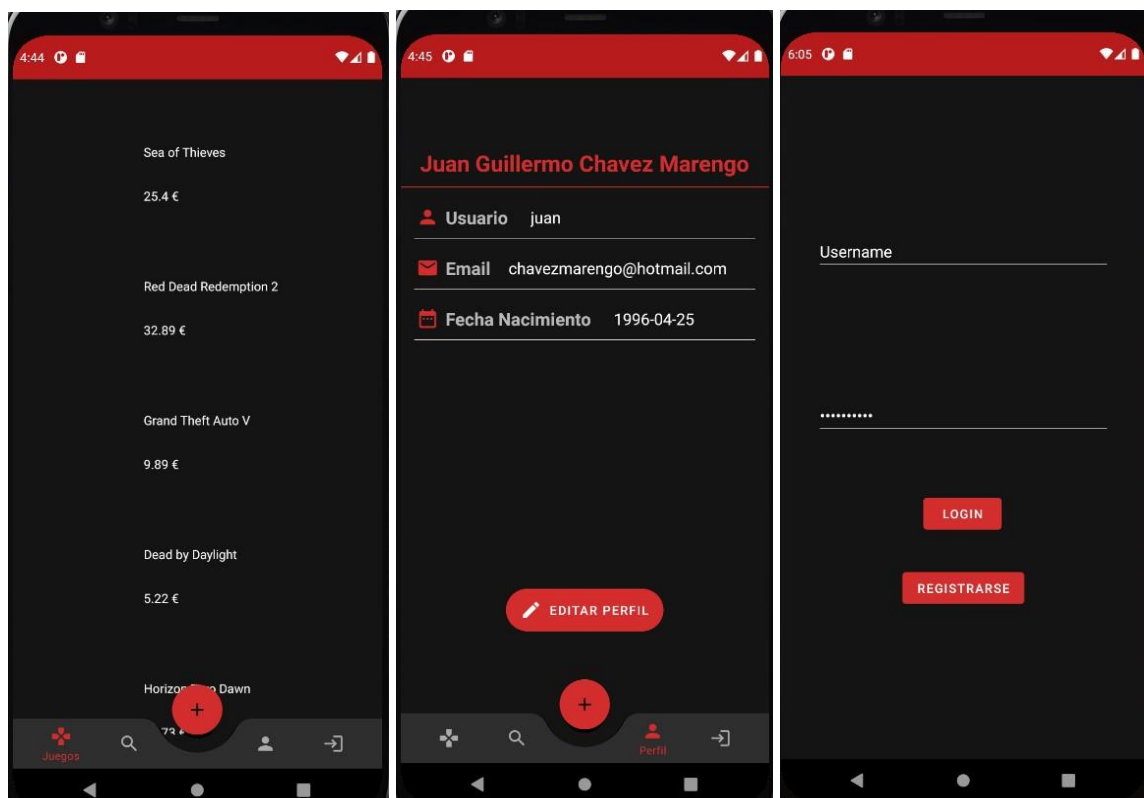 4:44
Sea of Thieves
25.4 €
Red Dead Redemption 2
32.89 €
Grand Theft Auto V
9.89 €
Dead by Daylight
5.22 €
Dawn
Juegos
4:45
Juan Guillermo Chavez Marengo
Usuario juan
Email chavezmarengo@hotmail.com
Fecha Nacimiento 1996-04-25
EDITAR PERFIL
+
Perfil
6:05
Username
••••••••••
LOGIN
REGISTRARSE